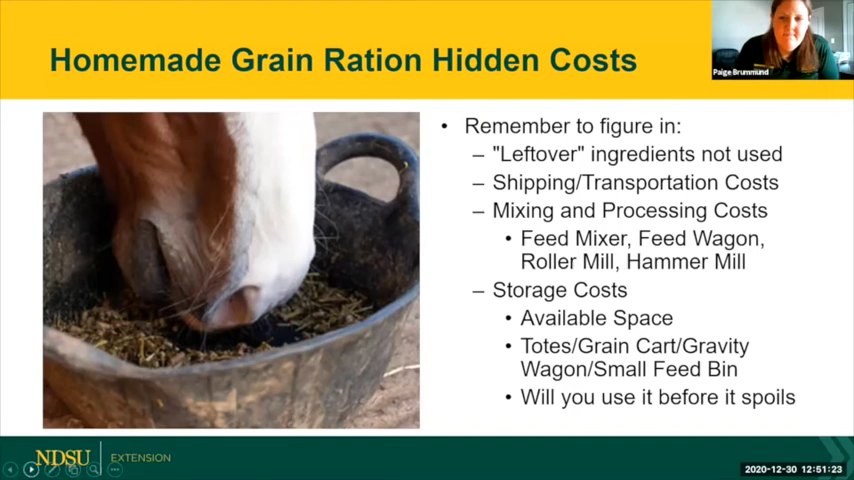 Homemade Grain Ration Hidden Costs
Paige Brummund
• Remember to figure in:
– "Leftover" ingredients not used
– Shipping/Transportation Costs
– Mixing and Processing Costs
• Feed Mixer, Feed Wagon,
Roller Mill, Hammer Mill
– Storage Costs
• Available Space
• Totes/Grain Cart/Gravity
Wagon/Small Feed Bin
• Will you use it before it spoils
NDSU EXTENSION
2020-12-30 12:51:23